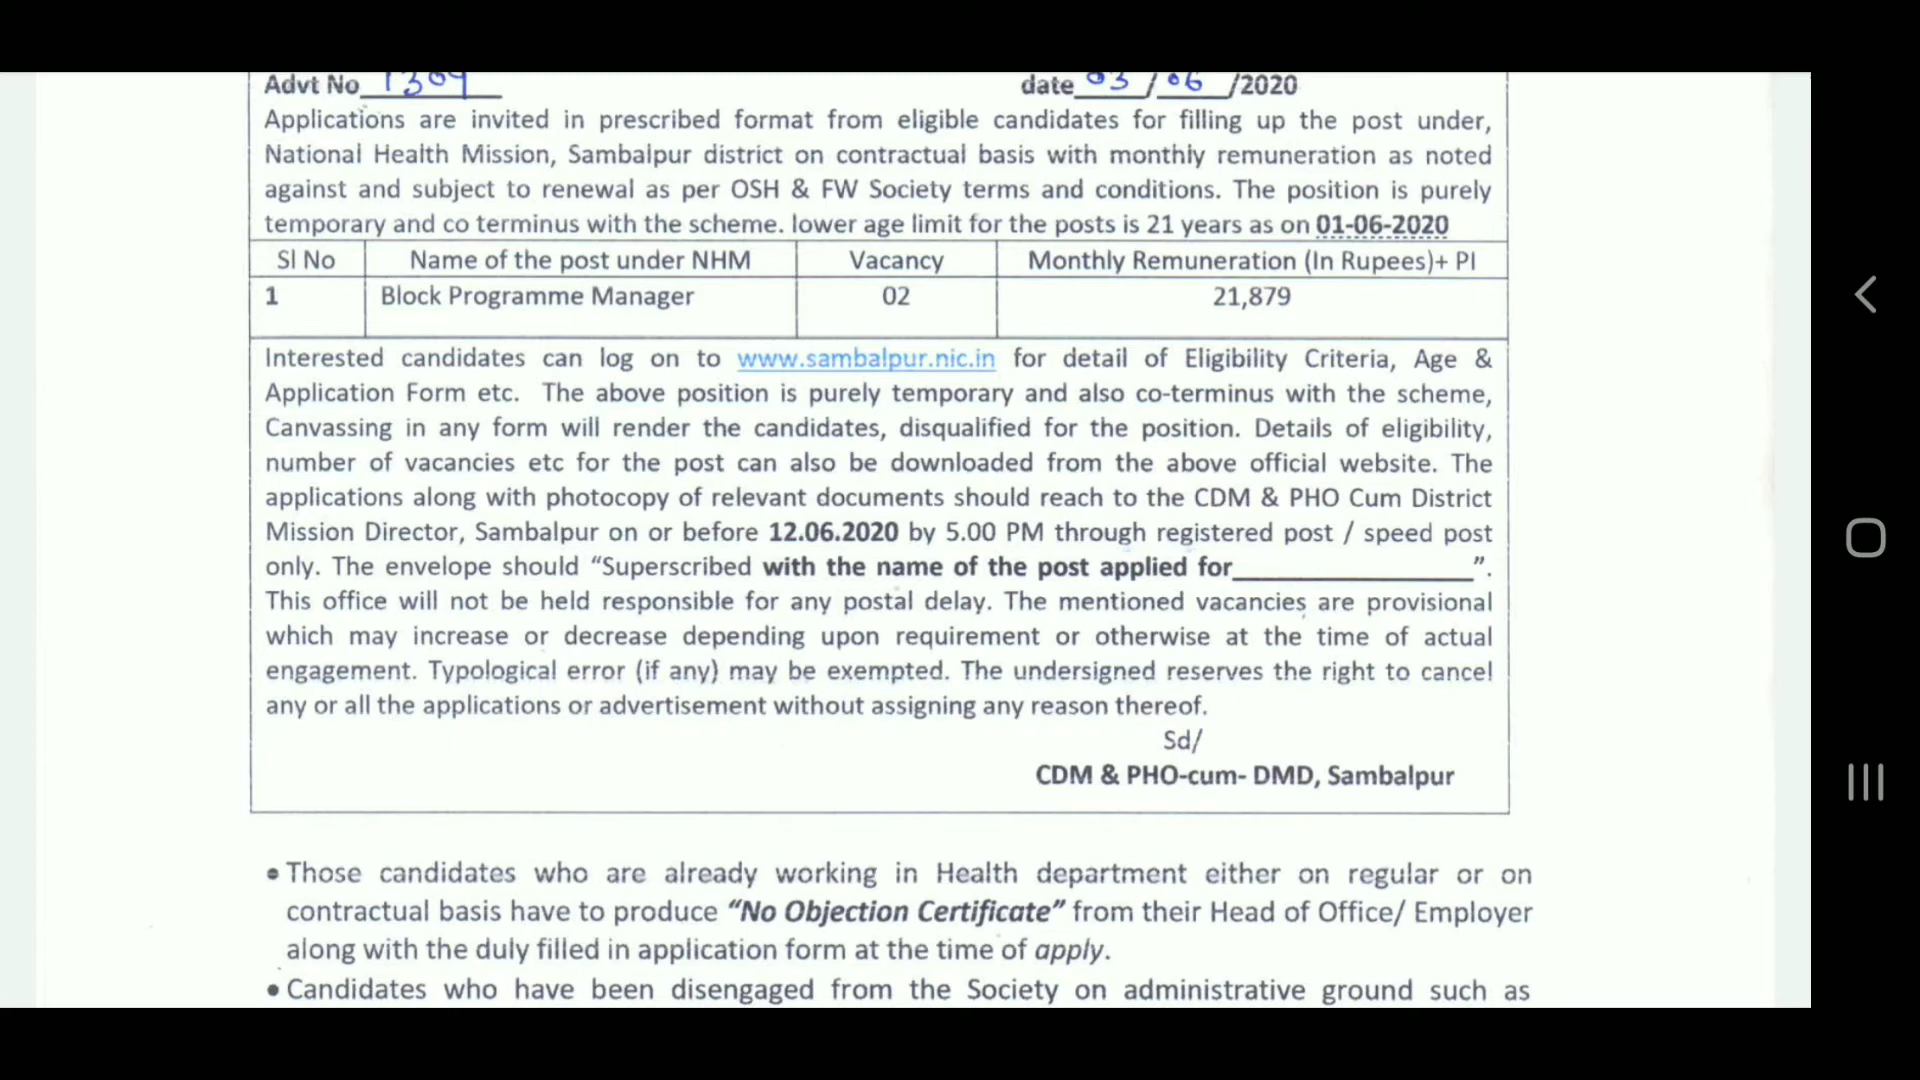 Advt No 1309 date 03/06/2020
Applications are invited in prescribed format from eligible candidates for filling up the post under,
National Health Mission, Sambalpur district on contractual basis with monthly remuneration as noted
against and subject to renewal as per OSH & FW Society terms and conditions. The position is purely
temporary and co terminus with the scheme. lower age limit for the posts is 21 years as on 01-06-2020
Sl No Name of the post under NHM Vacancy Monthly Remuneration (In Rupees)+ PI
1 Block Programme Manager 02 21,879
Interested candidates can log on to www.sambalpur.nic.in for detail of Eligibility Criteria, Age &
Application Form etc. The above position is purely temporary and also co-terminus with the scheme,
Canvassing in any form will render the candidates, disqualified for the position. Details of eligibility,
number of vacancies etc for the post can also be downloaded from the above official website. The
applications along with photocopy of relevant documents should reach to the CDM & PHO Cum District
Mission Director, Sambalpur on or before 12.06.2020 by 5.00 PM through registered post / speed post
only. The envelope should “Superscribed with the name of the post applied for________________”.
This office will not be held responsible for any postal delay. The mentioned vacancies are provisional
which may increase or decrease depending upon requirement or otherwise at the time of actual
engagement. Typological error (if any) may be exempted. The undersigned reserves the right to cancel
any or all the applications or advertisement without assigning any reason thereof.
Sd/
CDM & PHO-cum- DMD, Sambalpur
• Those candidates who are already working in Health department either on regular or on
contractual basis have to produce “No Objection Certificate” from their Head of Office/ Employer
along with the duly filled in application form at the time of apply.
• Candidates who have been disengaged from the Society on administrative ground such as